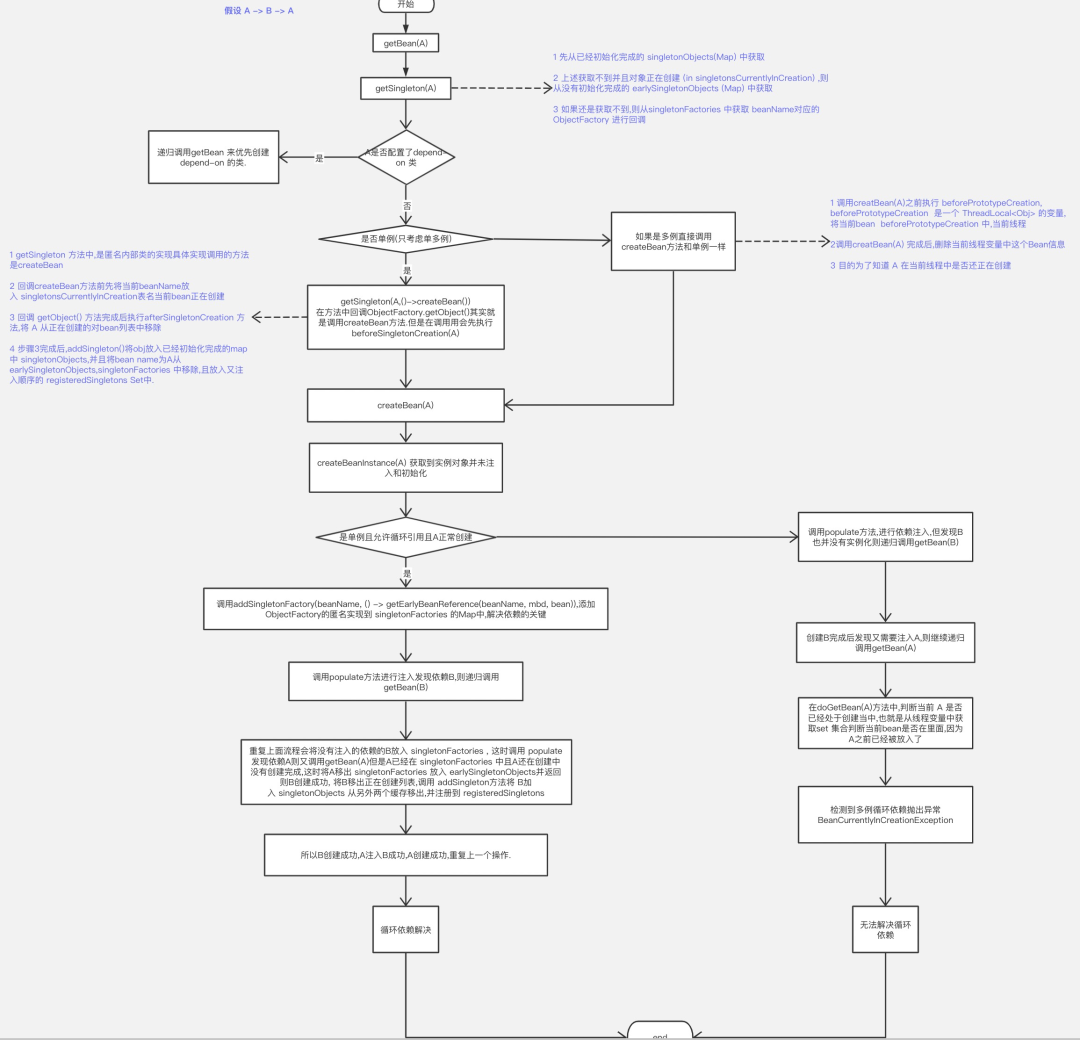 假设 A -> B -> A
开始
getBean(A)
getSingleton(A)
1 先从已经初始化完成的 singletonObjects(Map) 中获取
2 上述获取不到并且对象正在创建 (in singletonsCurrentlyInCreation) ,则
从没有初始化完成的 earlySingletonObjects (Map) 中获取
3 如果还是获取不到,则从singletonFactories 中获取 beanName对应的
ObjectFactory 进行回调
A是否配置了depend-
on 类
是
递归调用getBean 来优先创建
depend-on 的类.
否
是否单例(只考虑单多例)
如果是多例直接调用
createBean方法和单例一样
1 调用creatBean(A)之前执行 beforePrototypeCreation,
beforePrototypeCreation 是一个 ThreadLocal<Obj> 的变量,
将当前bean beforePrototypeCreation 中,当前线程
2调用creatBean(A) 完成后,删除当前线程变量中这个Bean信息
3 目的为了知道 A 在当前线程中是否还正在创建
是
1 getSingleton 方法中,是匿名内部类的实现具体实现调用的方法
是createBean
2 回调createBean方法前先将当前beanName放
入 singletonsCurrentlyInCreation表名当前bean正在创建
3 回调 getObject() 方法完成后执行afterSingletonCreation 方
法,将 A 从正在创建的对bean列表中移除
4 步骤3完成后,addSingleton()将obj放入已经初始化完成的map
中 singletonObjects,并且将bean name为A从
earlySingletonObjects,singletonFactories 中移除,且放入又注
入顺序的 registeredSingletons Set中.
getSingleton(A,()->createBean())
在方法中回调ObjectFactory.getObject()其实就
是调用createBean方法.但是在调用用会先执行
beforeSingletonCreation(A)
createBean(A)
createBeanInstance(A) 获取到实例对象并未注
入和初始化
是单例且允许循环引用且A正常创建
是
调用addSingletonFactory(beanName, () -> getEarlyBeanReference(beanName, mbd, bean)),添加
ObjectFactory的匿名实现到 singletonFactories 的Map中,解决依赖的关键
调用populate方法进行注入发现依赖B,则递归调用
getBean(B)
重复上面流程会将没有注入的依赖的B放入 singletonFactories , 这时调用 populate
发现依赖A则又调用getBean(A)但是A已经在 singletonFactories 中且A还在创建中
没有创建完成,这时将A移出 singletonFactories 放入 earlySingletonObjects并返回
则B创建成功, 将B移出正在创建列表,调用 addSingleton方法将 B加
入 singletonObjects 从另外两个缓存移出,并注册到 registeredSingletons
所以B创建成功,A注入B成功,A创建成功,重复上一个操作.
循环依赖解决
调用populate方法,进行依赖注入,但发现B
也并没有实例化则递归调用getBean(B)
创建B完成后发现又需要注入A,则继续递归
调用getBean(A)
在doGetBean(A)方法中,判断当前 A 是否
已经处于创建当中,也就是从线程变量中获
取set 集合判断当前bean是否在里面,因为
A之前已经被放入了
检测到多例循环依赖抛出异常
BeanCurrentlyInCreationException
无法解决循环
依赖
end